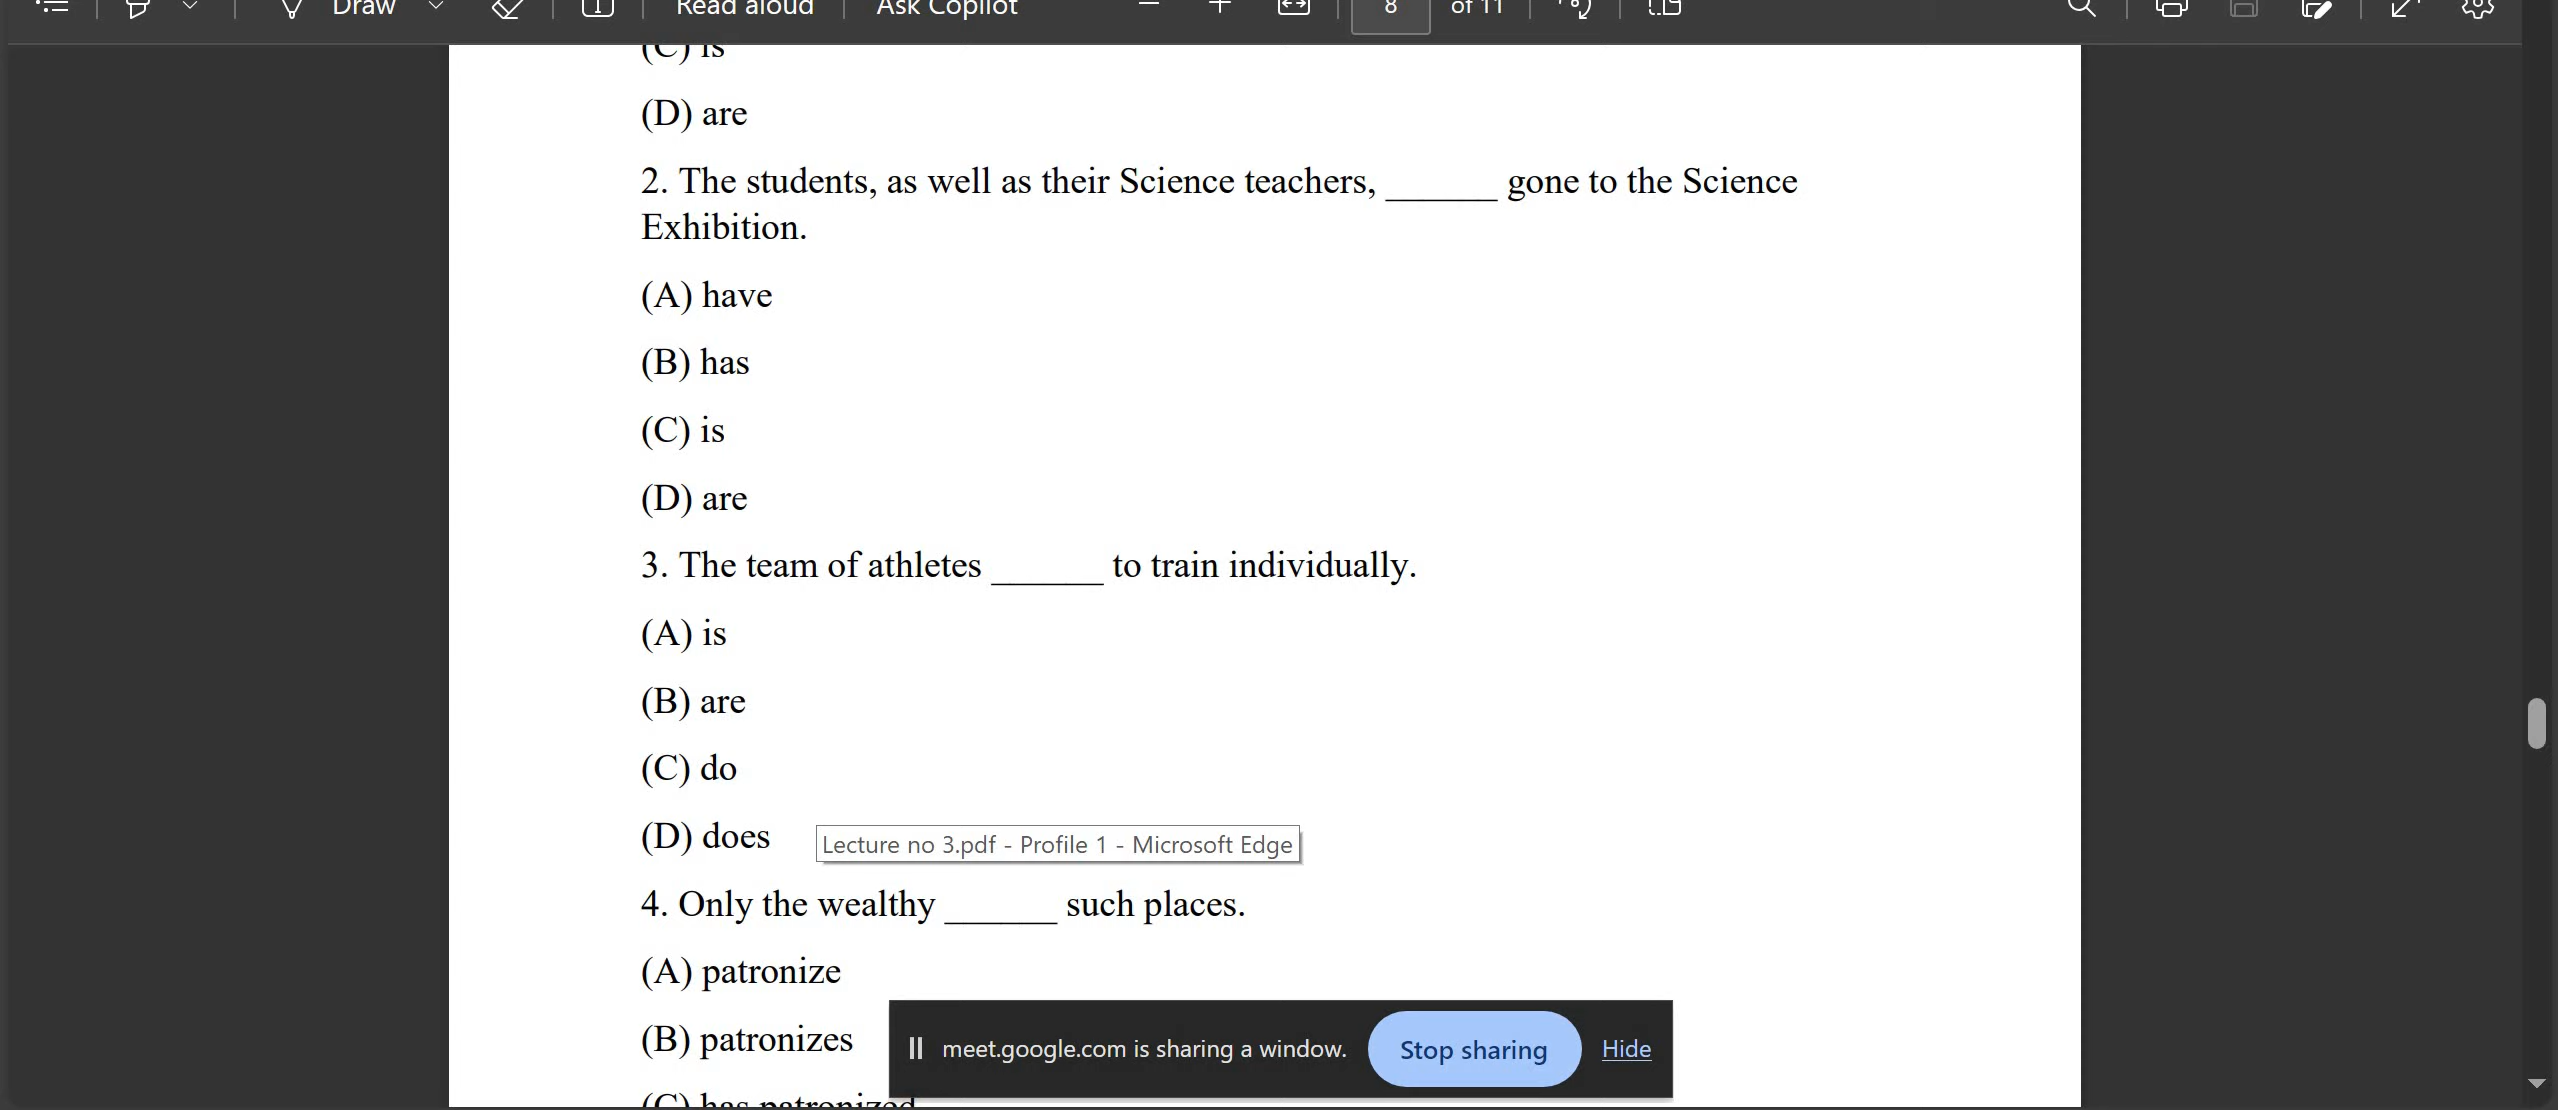 Draw Read aloud Ask Copilot 8 of 11
(C) is
(D) are
2. The students, as well as their Science teachers, ______ gone to the Science
Exhibition.
(A) have
(B) has
(C) is
(D) are
3. The team of athletes ______ to train individually.
(A) is
(B) are
(C) do
(D) does
Lecture no 3.pdf - Profile 1 - Microsoft Edge
4. Only the wealthy ______ such places.
(A) patronize
(B) patronizes
meet.google.com is sharing a window. Stop sharing Hide
(C) has patronized